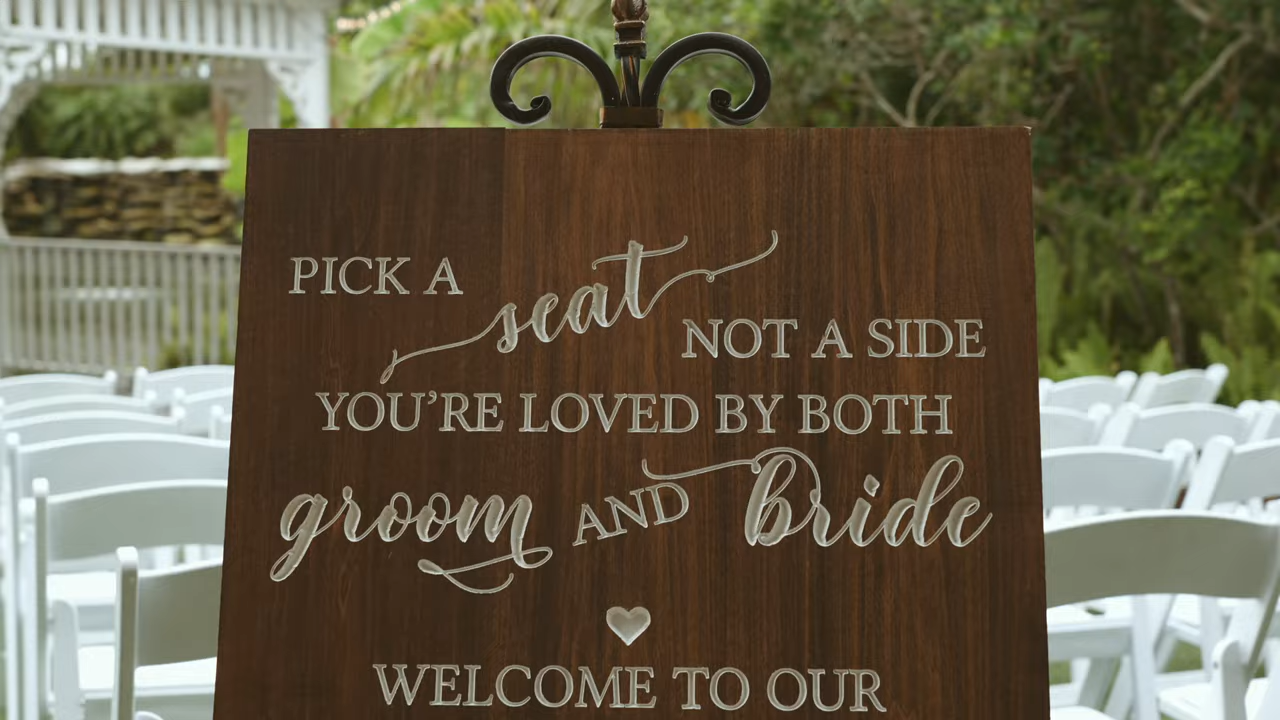 PICK A seat NOT A SIDE
YOU'RE LOVED BY BOTH
groom AND bride
WELCOME TO OUR